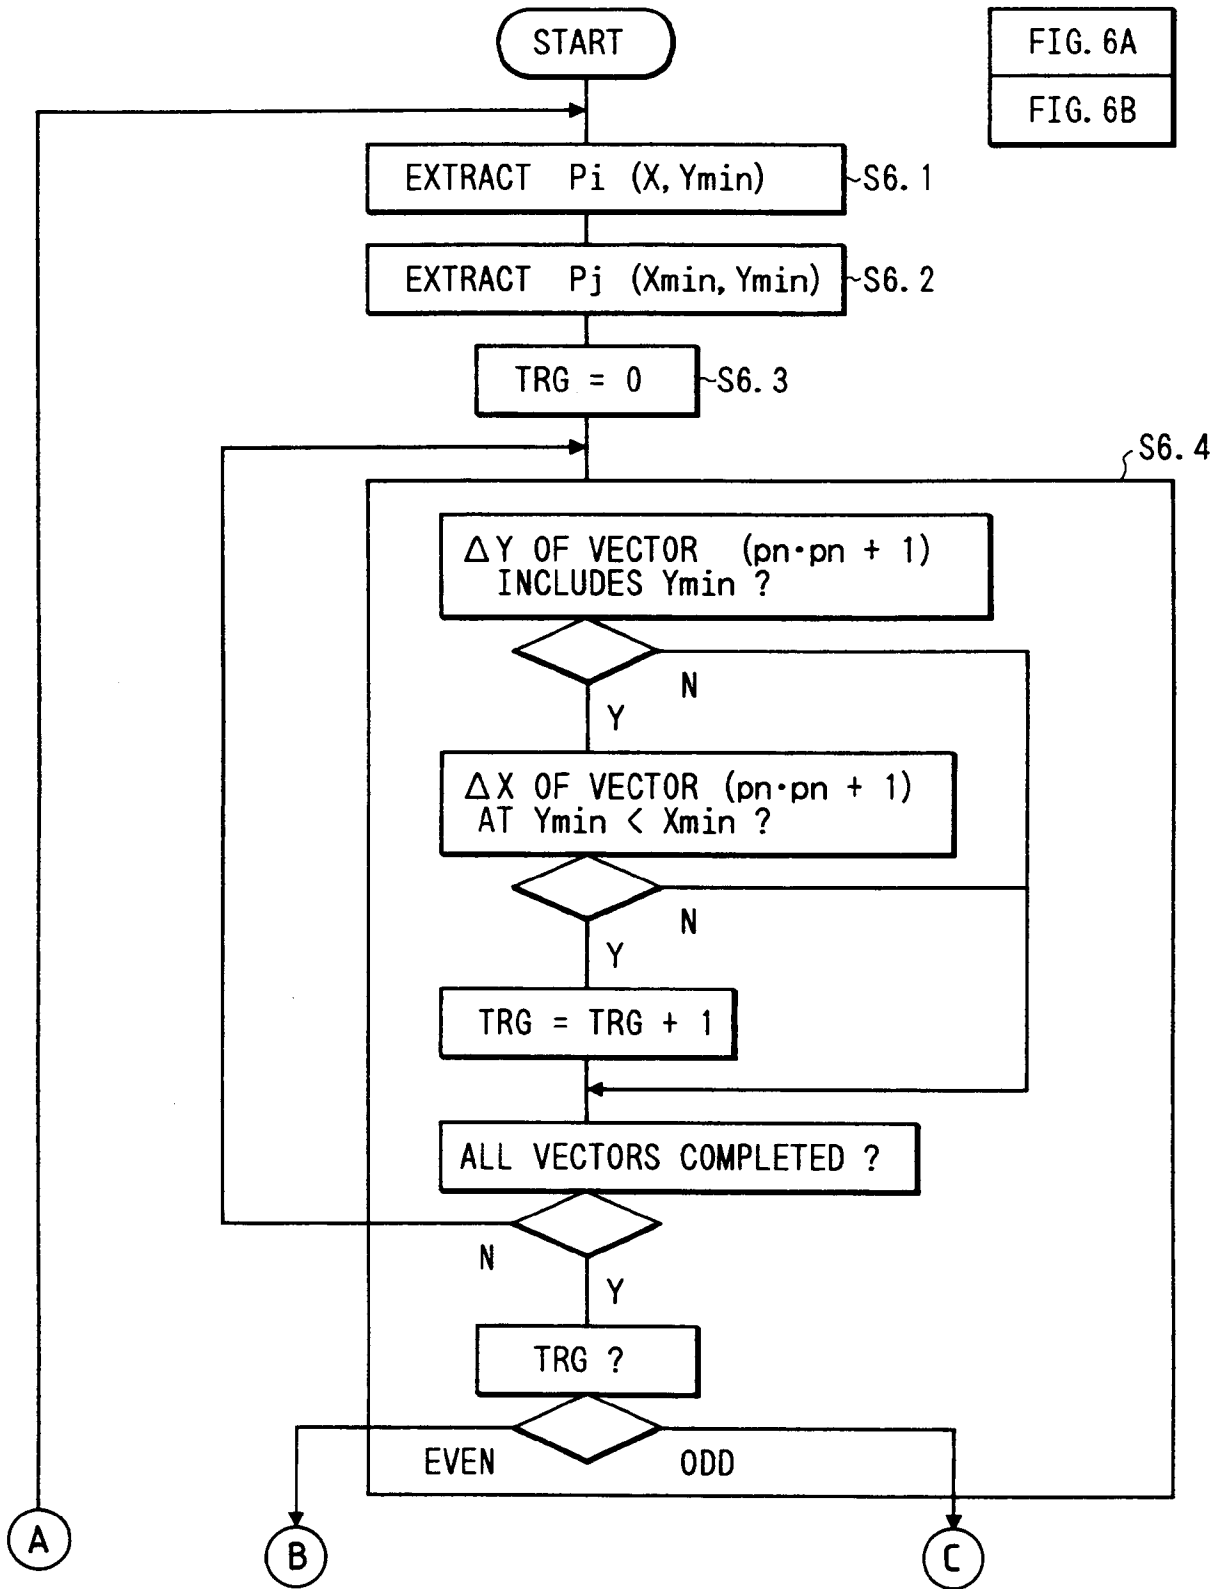 START
FIG. 6A
FIG. 6B
EXTRACT Pi (X, Ymin)
S6. 1
EXTRACT Pj (Xmin, Ymin)
S6. 2
TRG = 0
S6. 3
S6. 4
△Y OF VECTOR (pn·pn + 1)
INCLUDES Ymin ?
N
Y
△X OF VECTOR (pn·pn + 1)
AT Ymin < Xmin ?
N
Y
TRG = TRG + 1
ALL VECTORS COMPLETED ?
N
Y
TRG ?
EVEN
ODD
A
B
C